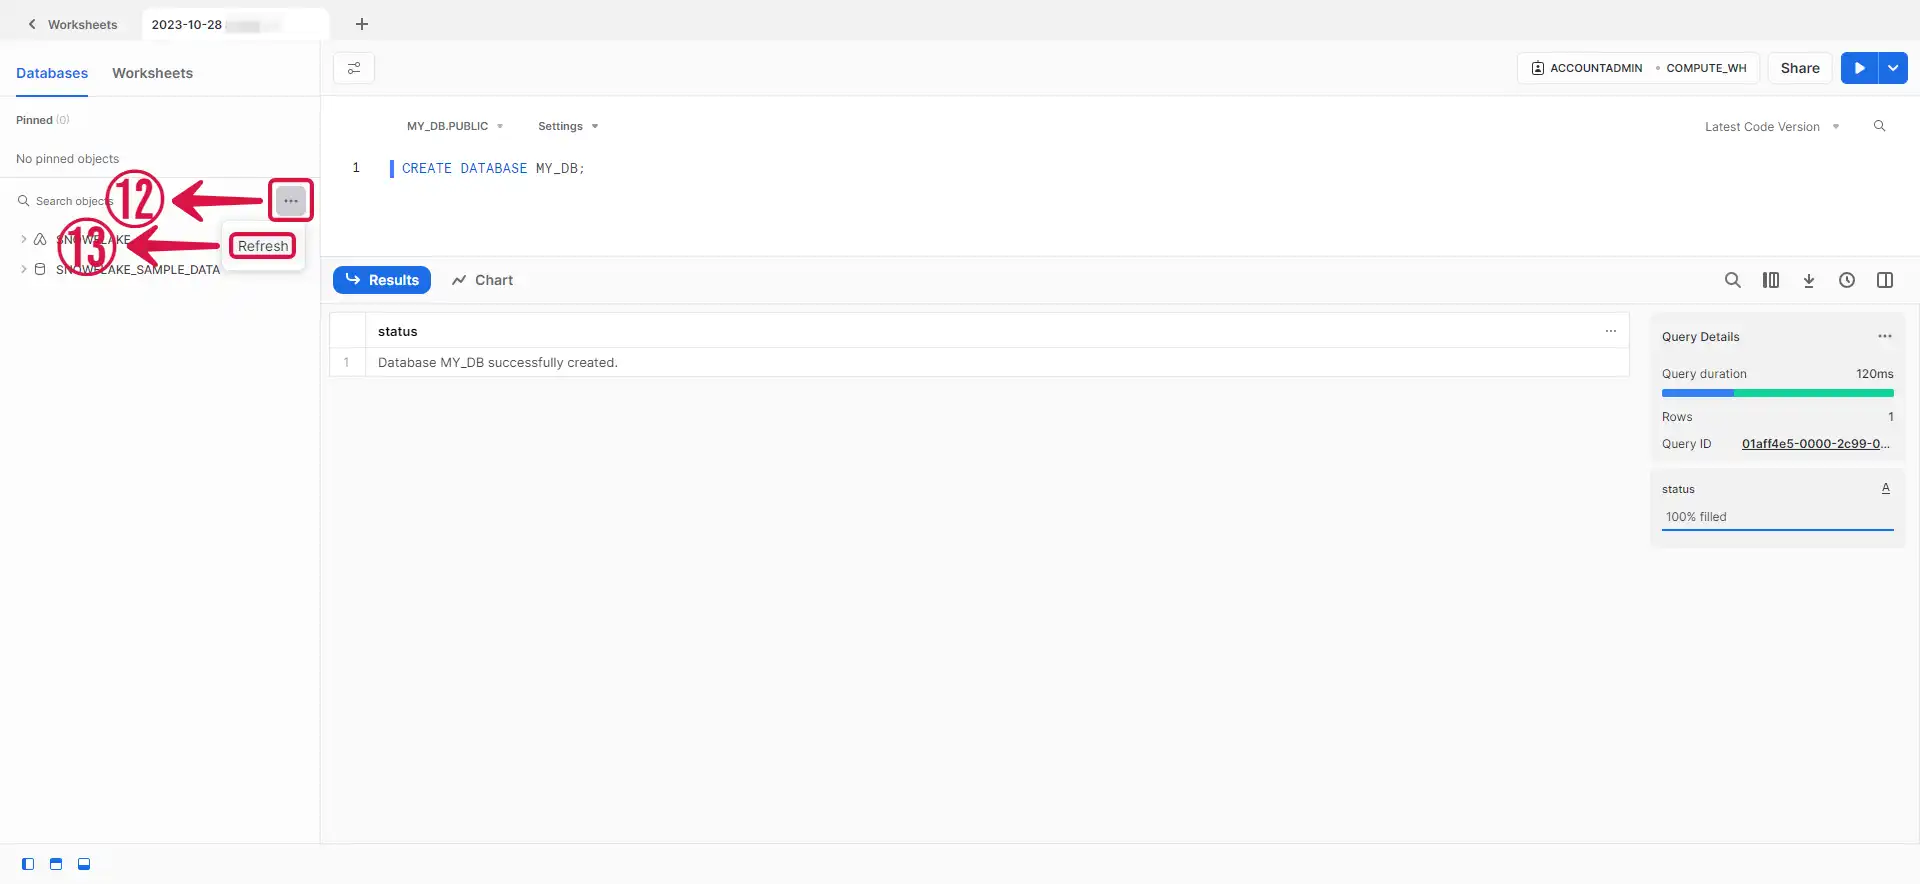 Worksheets
2023-10-28
Databases
Worksheets
ACCOUNTADMIN
COMPUTE_WH
Share
Pinned (0)
MY_DB.PUBLIC
Settings
Latest Code Version
No pinned objects
1
CREATE DATABASE MY_DB;
Search objects
⑫
...
SNOWFLAKE
⑬
Refresh
SNOWFLAKE_SAMPLE_DATA
Results
Chart
status
...
1
Database MY_DB successfully created.
Query Details
...
Query duration
120ms
Rows
1
Query ID
01aff4e5-0000-2c99-0...
status
A
100% filled